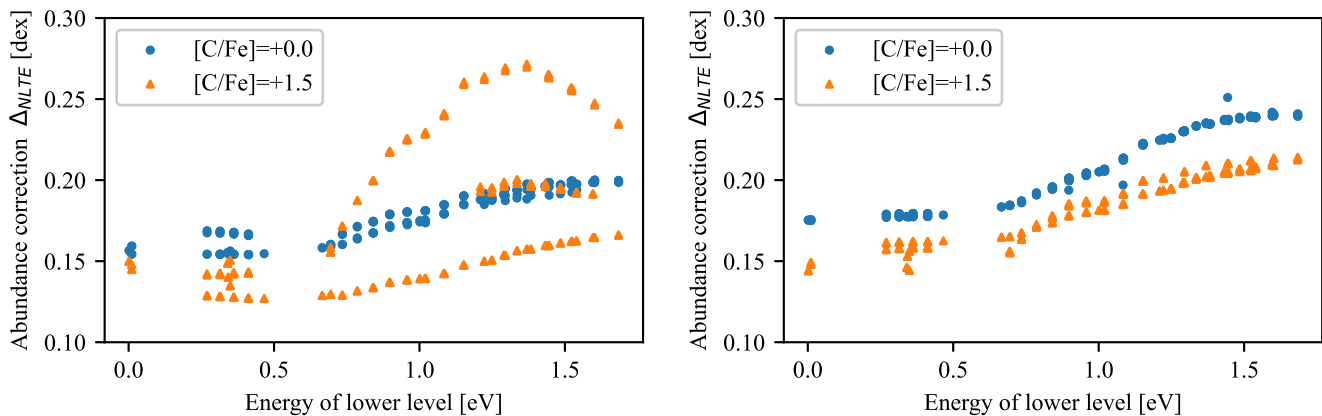 0.30
0.25
0.20
0.15
0.10
Abundance correction Δ_NLTE [dex]
[C/Fe]=+0.0
[C/Fe]=+1.5
0.0
0.5
1.0
1.5
Energy of lower level [eV]
0.30
0.25
0.20
0.15
0.10
Abundance correction Δ_NLTE [dex]
[C/Fe]=+0.0
[C/Fe]=+1.5
0.0
0.5
1.0
1.5
Energy of lower level [eV]